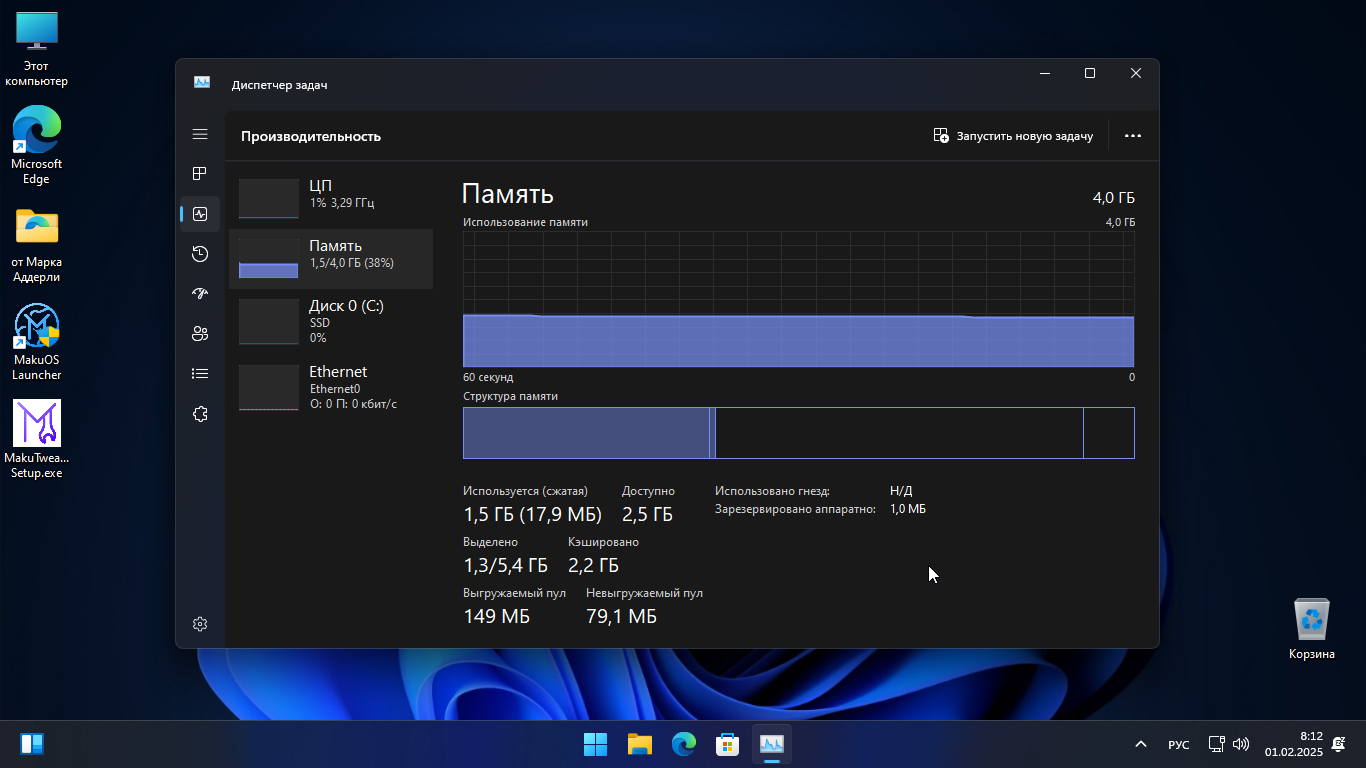 Этот
компьютер
Microsoft
Edge
от Марка
Аддерли
MakuOS
Launcher
MakuTwea...
Setup.exe
Диспетчер задач
Производительность
Запустить новую задачу
ЦП
1% 3,29 ГГц
Память
1,5/4,0 ГБ (38%)
Диск 0 (C:)
SSD
0%
Ethernet
Ethernet0
О: 0 П: 0 кбит/с
Память
4,0 ГБ
Использование памяти
4,0 ГБ
60 секунд
0
Структура памяти
Используется (сжатая)
1,5 ГБ (17,9 МБ)
Доступно
2,5 ГБ
Выделено
1,3/5,4 ГБ
Кэшировано
2,2 ГБ
Выгружаемый пул
149 МБ
Невыгружаемый пул
79,1 МБ
Использовано гнезд:
Н/Д
Зарезервировано аппаратно:
1,0 МБ
Корзина
РУС
8:12
01.02.2025